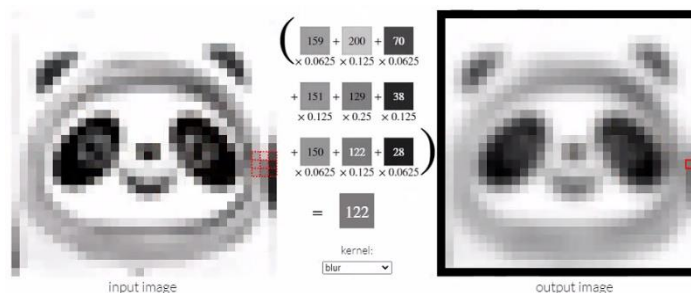 ( 159 + 200 + 70
× 0.0625 × 0.125 × 0.0625
+ 151 + 129 + 38
× 0.125 × 0.25 × 0.125
+ 150 + 122 + 28 )
× 0.0625 × 0.125 × 0.0625
= 122
kernel:
blur
input image
output image